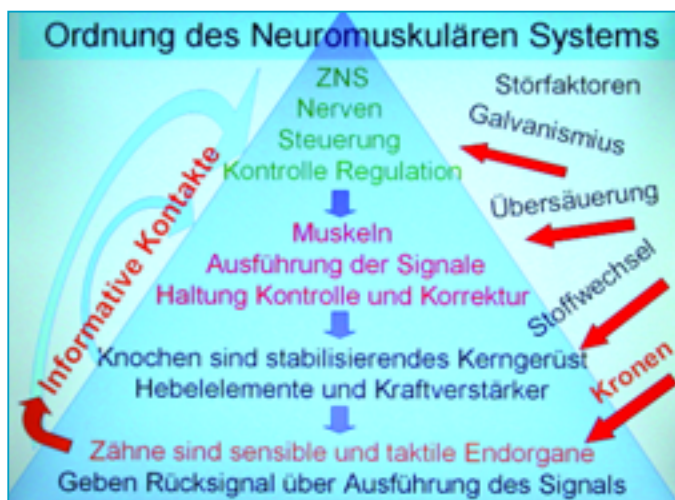 Ordnung des Neuromuskulären Systems
ZNS
Nerven
Steuerung
Kontrolle Regulation
Störfaktoren
Galvanismius
Übersäuerung
Stoffwechsel
Kronen
Informative Kontakte
Muskeln
Ausführung der Signale
Haltung Kontrolle und Korrektur
Knochen sind stabilisierendes Kerngerüst
Hebelelemente und Kraftverstärker
Zähne sind sensible und taktile Endorgane
Geben Rücksignal über Ausführung des Signals